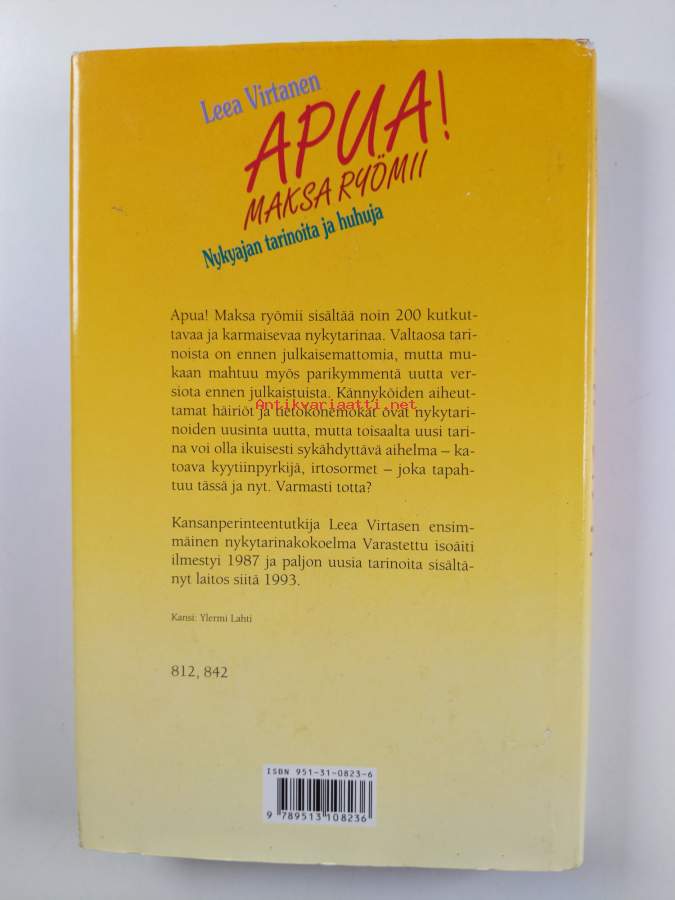 Leea Virtanen
APUA!
MAKSA RYÖMII
Nykyajan tarinoita ja huhuja
Apua! Maksa ryömii sisältää noin 200 kutkut-
tavaa ja karmaisevaa nykytarinaa. Valtaosa tari-
noista on ennen julkaisemattomia, mutta mu-
kaan mahtuu myös parikymmentä uutta ver-
siota ennen julkaistuista. Kännyköiden aiheut-
Antikvariaatti.net
tamat häiriöt ja tietokonemokat ovat nykytari-
noiden uusinta uutta, mutta toisaalta uusi tari-
na voi olla ikuisesti sykähdyttävä aihelma – ka-
toava kyytiinpyrkijä, irtosormet – joka tapah-
tuu tässä ja nyt. Varmasti totta?
Kansanperinteentutkija Leea Virtasen ensim-
mäinen nykytarinakokoelma Varastettu isoäiti
ilmestyi 1987 ja paljon uusia tarinoita sisältä-
nyt laitos siitä 1993.
Kansi: Ylermi Lahti
812, 842
ISBN 951-31-0823-6
9 789513 108236